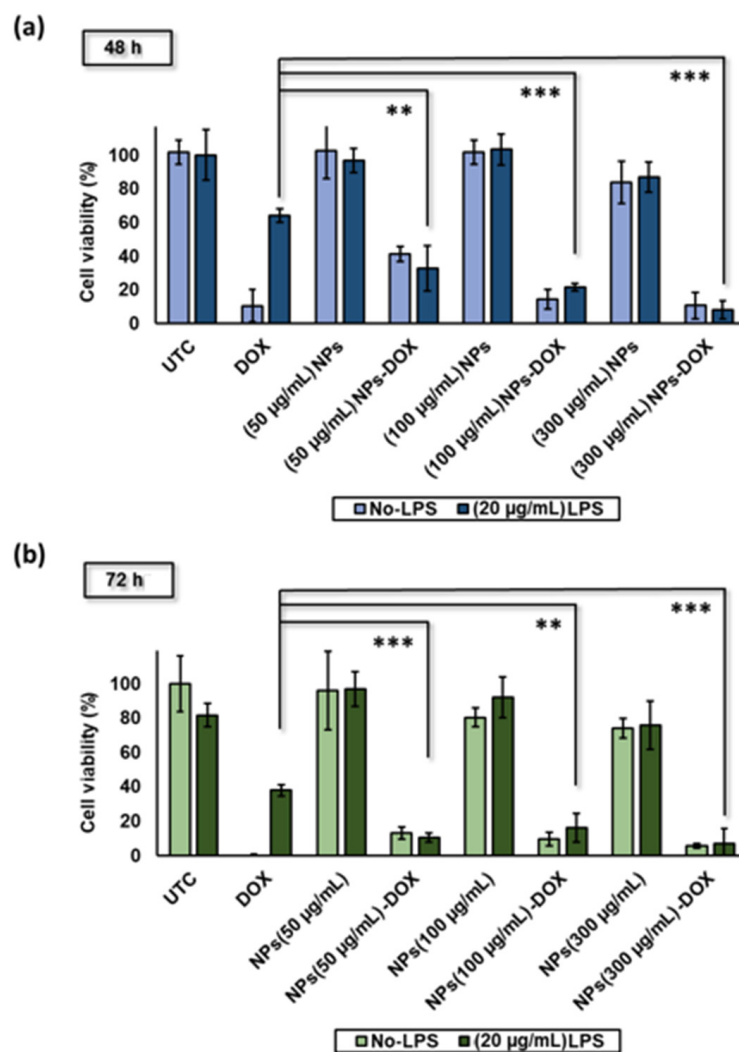 (a)
48 h
***
***
**
Cell viability (%)
100
80
60
40
20
0
UTC
DOX
(50 µg/mL)NPs
(50 µg/mL)NPs-DOX
(100 µg/mL)NPs
(100 µg/mL)NPs-DOX
(300 µg/mL)NPs
(300 µg/mL)NPs-DOX
No-LPS (20 µg/mL)LPS
(b)
72 h
***
**
***
Cell viability (%)
100
80
60
40
20
0
UTC
DOX
NPs(50 µg/mL)
NPs(50 µg/mL)-DOX
NPs(100 µg/mL)
NPs(100 µg/mL)-DOX
NPs(300 µg/mL)
NPs(300 µg/mL)-DOX
No-LPS (20 µg/mL)LPS